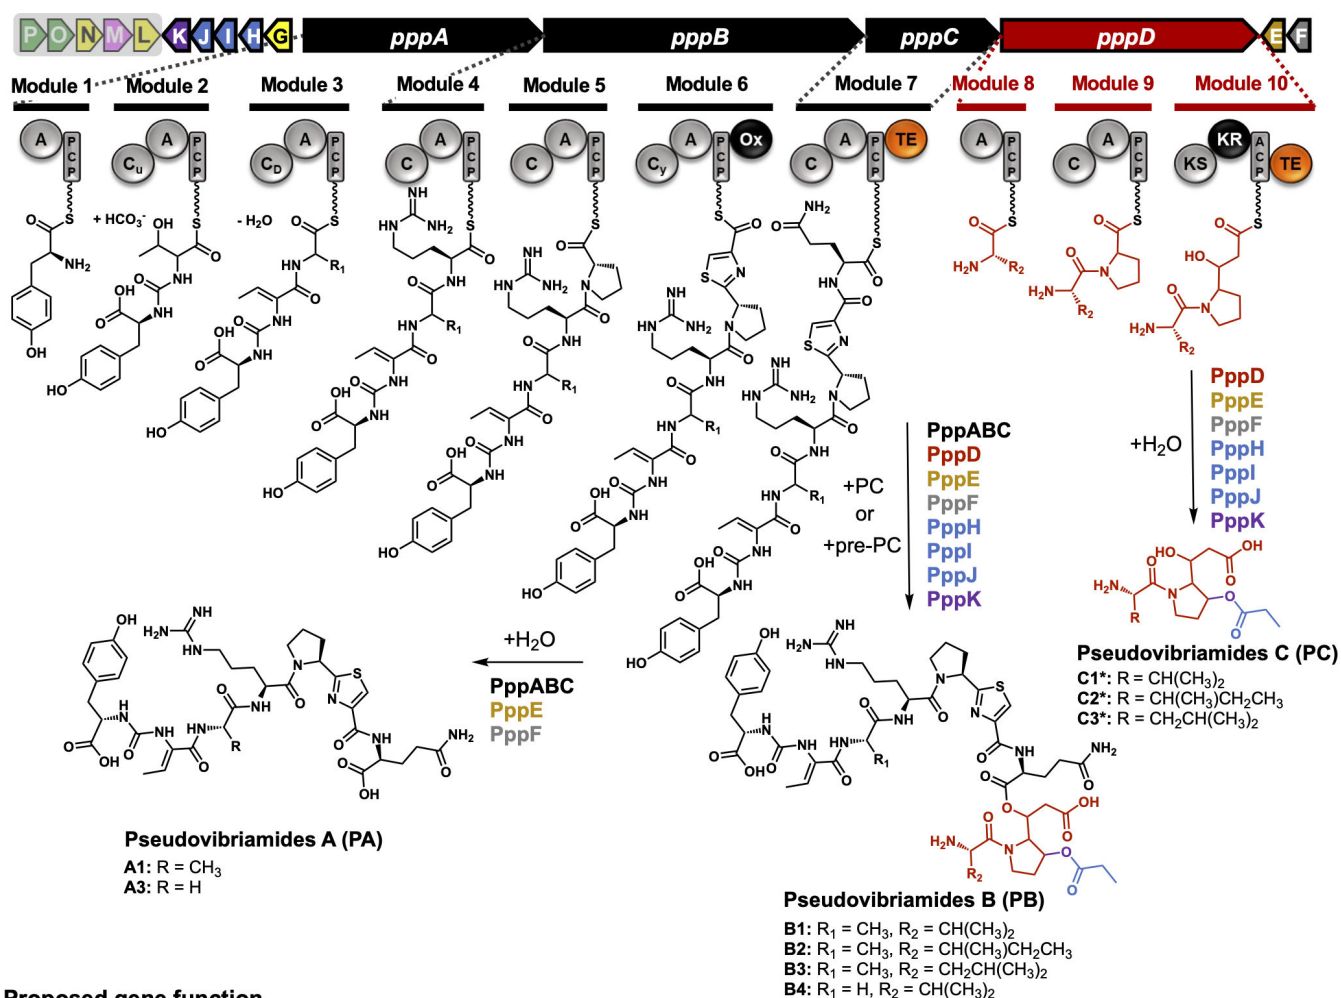 P O N M L K J I H G pppA pppB pppC pppD E F
Module 1 Module 2 Module 3 Module 4 Module 5 Module 6 Module 7 Module 8 Module 9 Module 10
A PCP Cu A PCP CD A PCP C A PCP C A PCP Cy A PCP Ox C A PCP TE A PCP C A PCP KS KR ACP TE
+ HCO3-
- H2O
PppD
PppE
PppF
PppH
PppI
PppJ
PppK
+H2O
PppABC
PppD
PppE
PppF
PppH
PppI
PppJ
PppK
+PC
or
+pre-PC
+H2O
PppABC
PppE
PppF
Pseudovibriamides C (PC)
C1*: R = CH(CH3)2
C2*: R = CH(CH3)CH2CH3
C3*: R = CH2CH(CH3)2
Pseudovibriamides A (PA)
A1: R = CH3
A3: R = H
Pseudovibriamides B (PB)
B1: R1 = CH3, R2 = CH(CH3)2
B2: R1 = CH3, R2 = CH(CH3)CH2CH3
B3: R1 = CH3, R2 = CH2CH(CH3)2
B4: R1 = H, R2 = CH(CH3)2
Proposed gene function